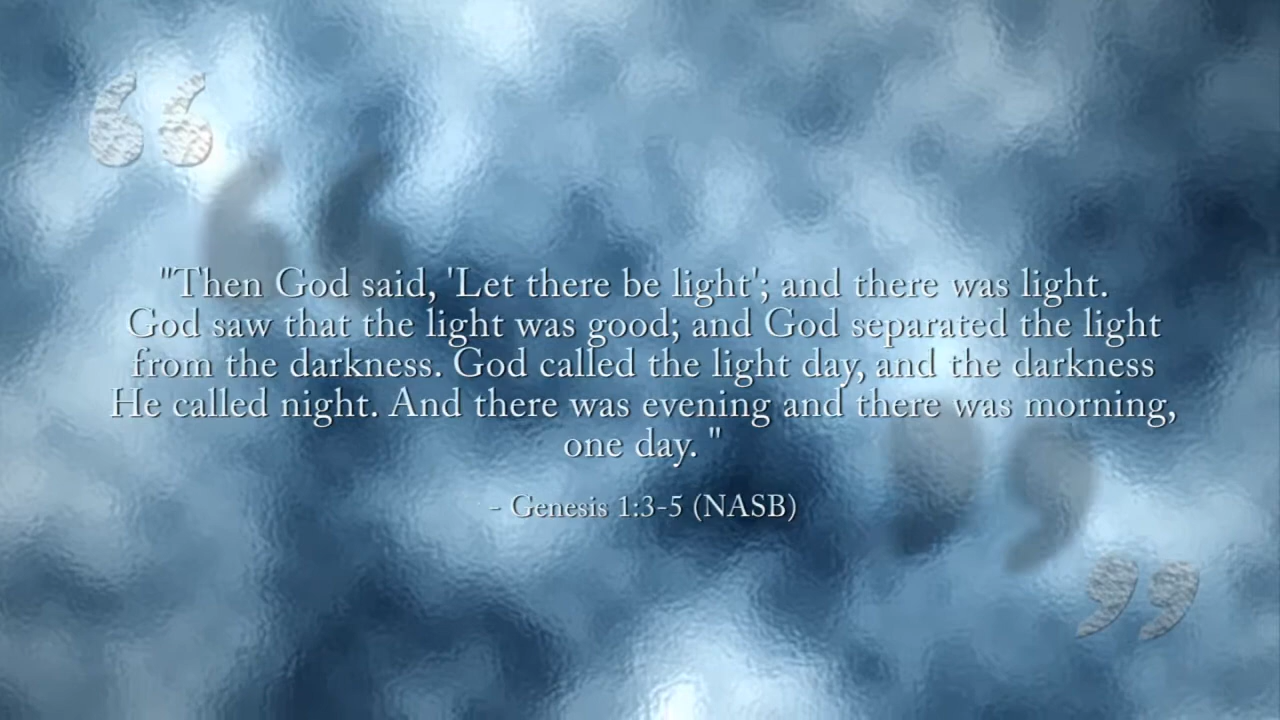 "Then God said, 'Let there be light'; and there was light.
God saw that the light was good; and God separated the light
from the darkness. God called the light day, and the darkness
He called night. And there was evening and there was morning,
one day. "
- Genesis 1:3-5 (NASB)